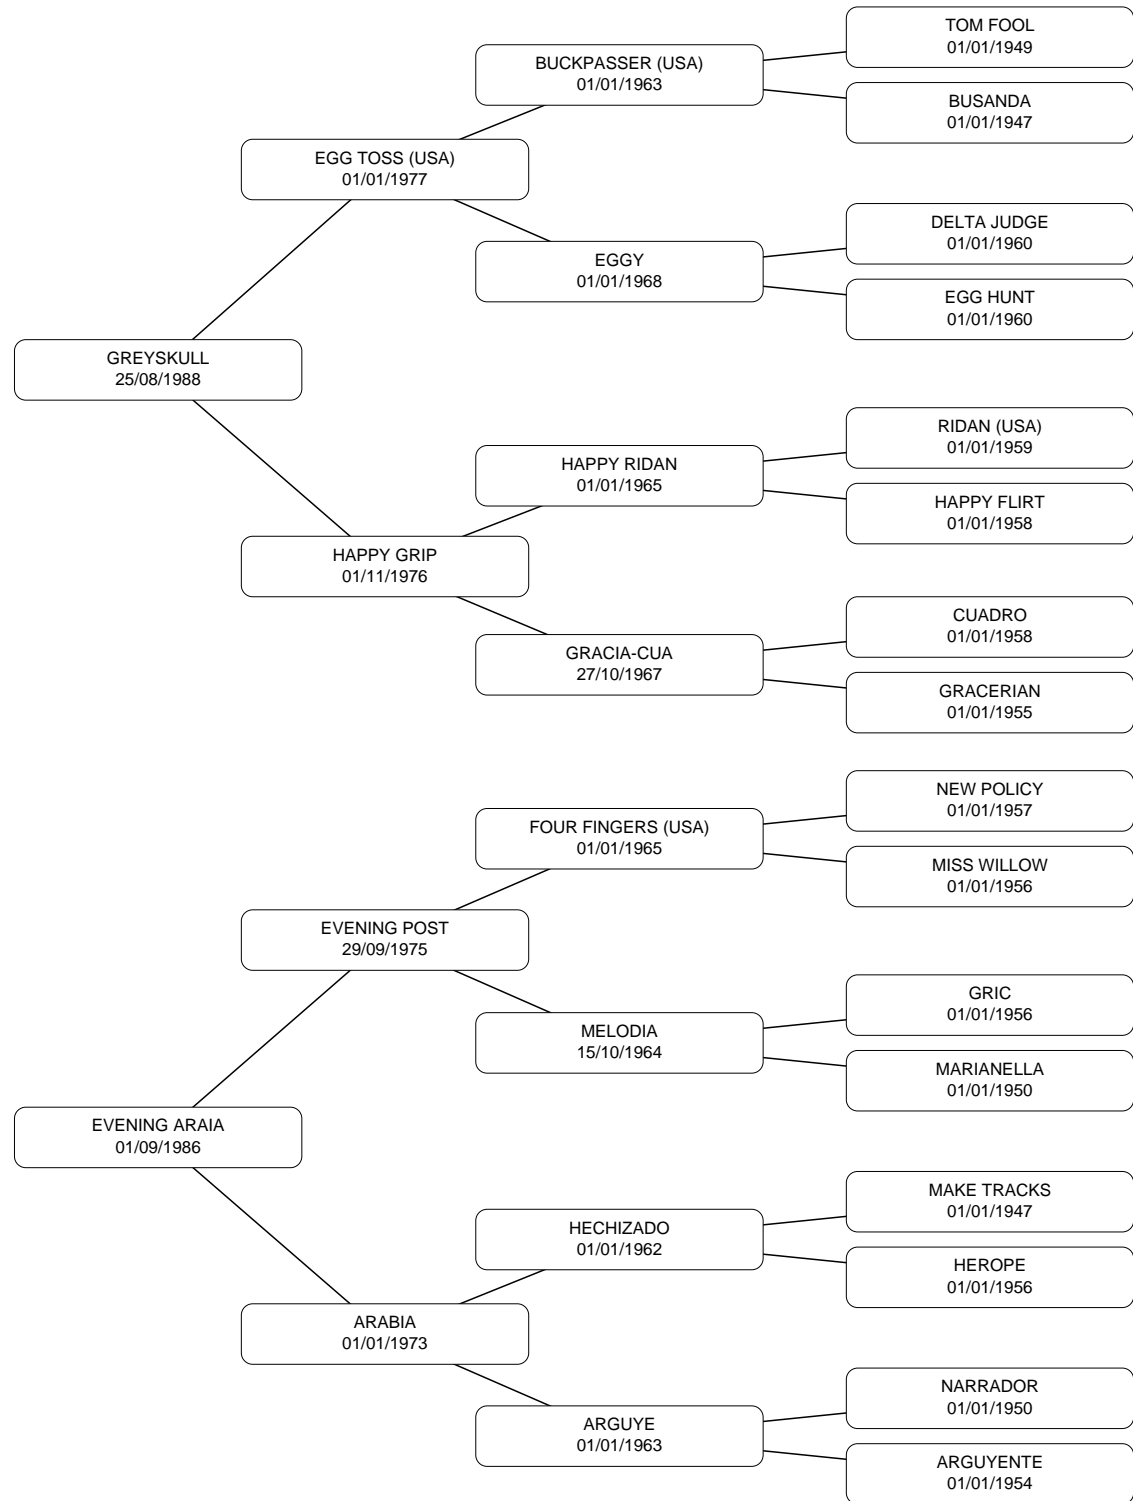 TOM FOOL
01/01/1949
BUCKPASSER (USA)
01/01/1963
BUSANDA
01/01/1947
EGG TOSS (USA)
01/01/1977
DELTA JUDGE
01/01/1960
EGGY
01/01/1968
EGG HUNT
01/01/1960
GREYSKULL
25/08/1988
RIDAN (USA)
01/01/1959
HAPPY RIDAN
01/01/1965
HAPPY FLIRT
01/01/1958
HAPPY GRIP
01/11/1976
CUADRO
01/01/1958
GRACIA-CUA
27/10/1967
GRACERIAN
01/01/1955
NEW POLICY
01/01/1957
FOUR FINGERS (USA)
01/01/1965
MISS WILLOW
01/01/1956
EVENING POST
29/09/1975
GRIC
01/01/1956
MELODIA
15/10/1964
MARIANELLA
01/01/1950
EVENING ARAIA
01/09/1986
MAKE TRACKS
01/01/1947
HECHIZADO
01/01/1962
HEROPE
01/01/1956
ARABIA
01/01/1973
NARRADOR
01/01/1950
ARGUYE
01/01/1963
ARGUYENTE
01/01/1954